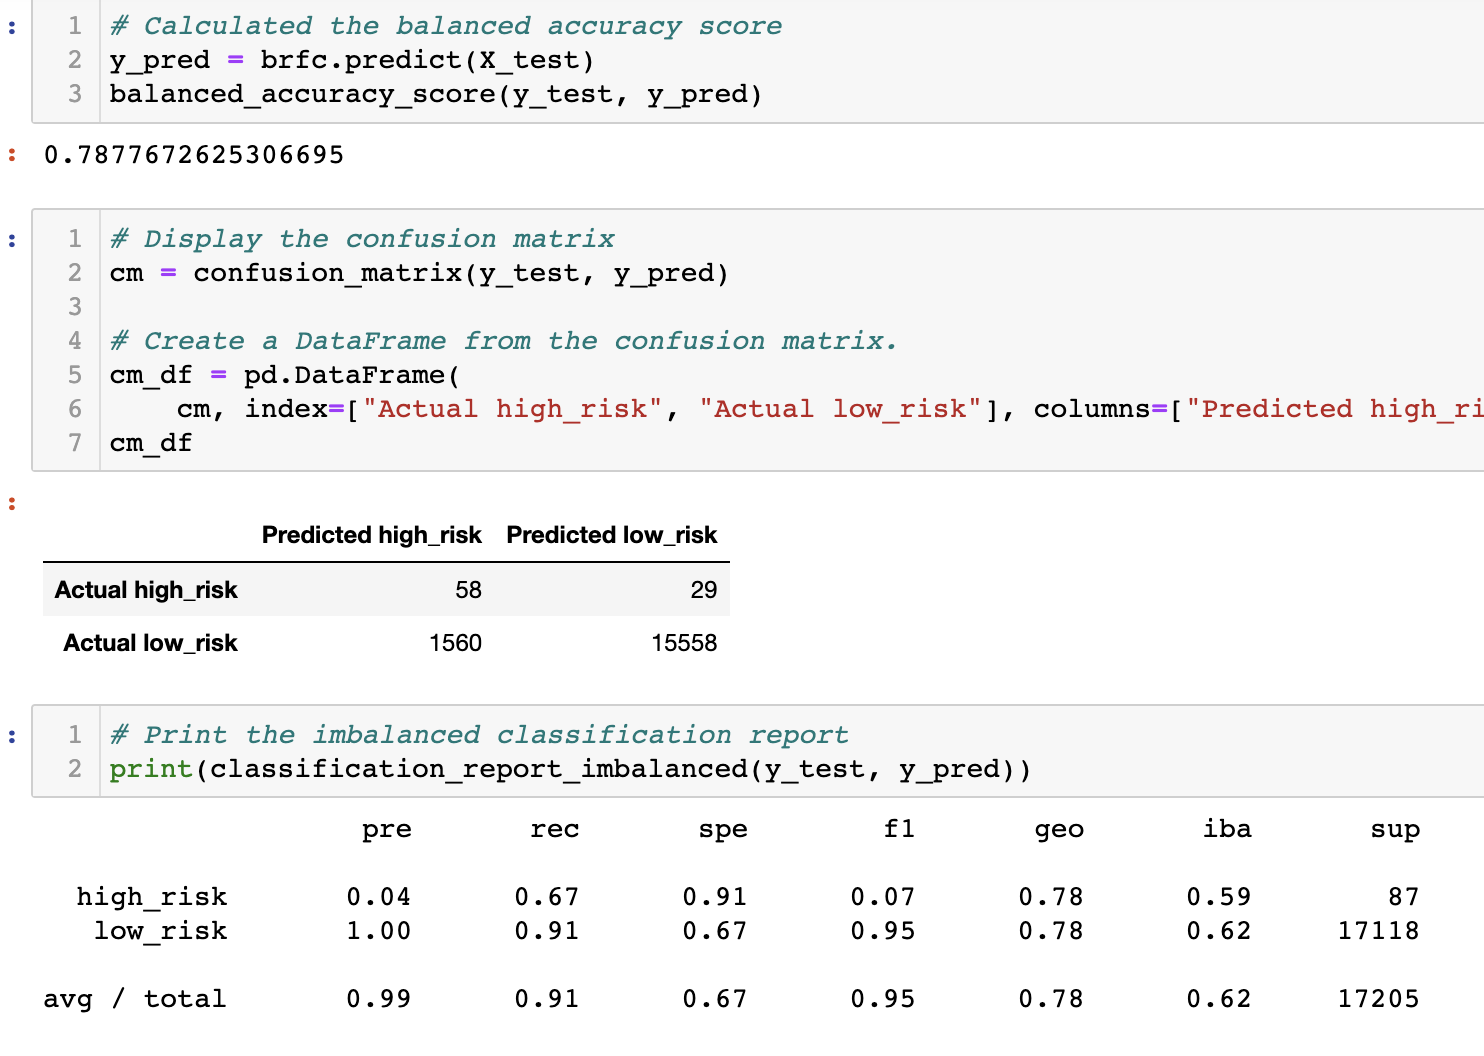 : 1 # Calculated the balanced accuracy score
2 y_pred = brfc.predict(X_test)
3 balanced_accuracy_score(y_test, y_pred)
: 0.7877672625306695
: 1 # Display the confusion matrix
2 cm = confusion_matrix(y_test, y_pred)
3
4 # Create a DataFrame from the confusion matrix.
5 cm_df = pd.DataFrame(
6 cm, index=["Actual high_risk", "Actual low_risk"], columns=["Predicted high_ri
7 cm_df
:
Predicted high_risk Predicted low_risk
Actual high_risk 58 29
Actual low_risk 1560 15558
: 1 # Print the imbalanced classification report
2 print(classification_report_imbalanced(y_test, y_pred))
pre rec spe f1 geo iba sup
high_risk 0.04 0.67 0.91 0.07 0.78 0.59 87
low_risk 1.00 0.91 0.67 0.95 0.78 0.62 17118
avg / total 0.99 0.91 0.67 0.95 0.78 0.62 17205